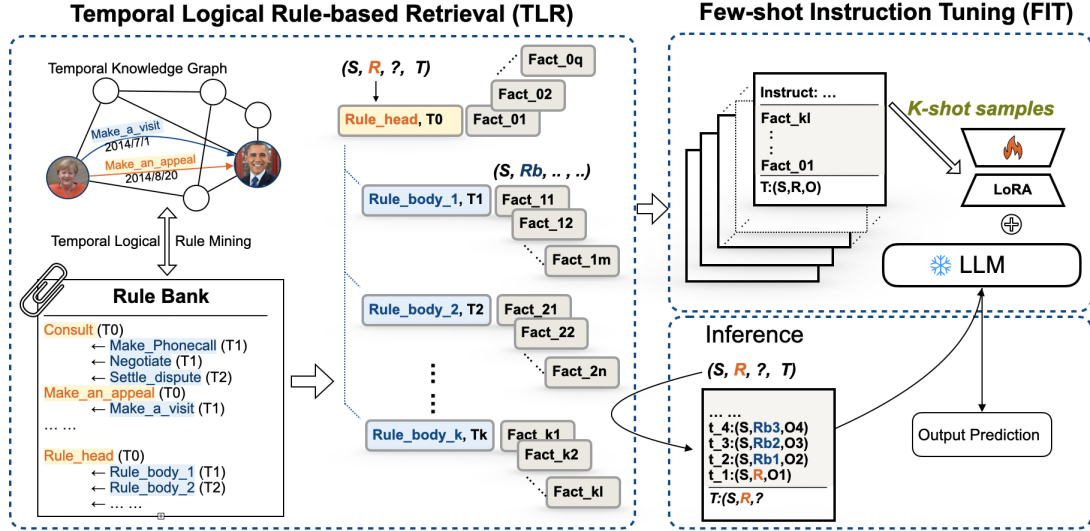 Temporal Logical Rule-based Retrieval (TLR)
Few-shot Instruction Tuning (FIT)
Temporal Knowledge Graph
Make_a_visit
2014/7/1
Make_an_appeal
2014/8/20
Temporal Logical Rule Mining
Rule Bank
Consult (T0)
← Make_Phonecall (T1)
← Negotiate (T1)
← Settle_dispute (T2)
Make_an_appeal (T0)
← Make_a_visit (T1)
... ...
Rule_head (T0)
← Rule_body_1 (T1)
← Rule_body_2 (T2)
← ... ...
(S, R, ?, T)
Fact_0q
Fact_02
Rule_head, T0
Fact_01
(S, Rb, .. , ..)
Rule_body_1, T1
Fact_11
Fact_12
Fact_1m
Rule_body_2, T2
Fact_21
Fact_22
Fact_2n
Rule_body_k, Tk
Fact_k1
Fact_k2
Fact_kl
Instruct: ...
Fact_kl
Fact_01
T:(S,R,O)
K-shot samples
LoRA
LLM
Inference
(S, R, ?, T)
... ...
t_4:(S,Rb3,O4)
t_3:(S,Rb2,O3)
t_2:(S,Rb1,O2)
t_1:(S,R,O1)
T:(S,R,?
Output Prediction